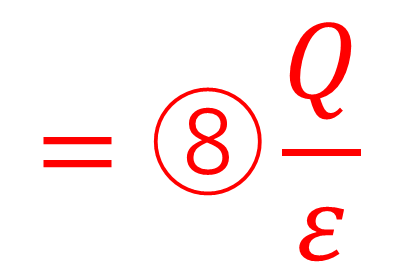 = ⑧ Q/ε